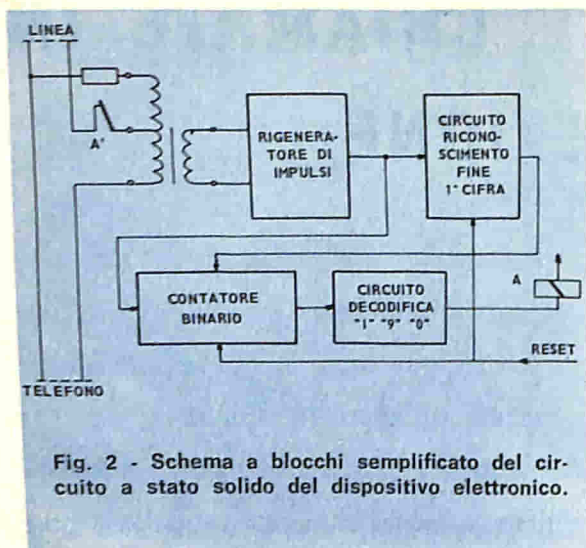 LINEA
A'
RIGENERA-
TORE DI
IMPULSI
CIRCUITO
RICONO-
SCIMENTO
FINE
1ª CIFRA
CONTATORE
BINARIO
CIRCUITO
DECODIFICA
"1" "9" "0"
A
RESET
TELEFONO
Fig. 2 - Schema a blocchi semplificato del cir-
cuito a stato solido del dispositivo elettronico.